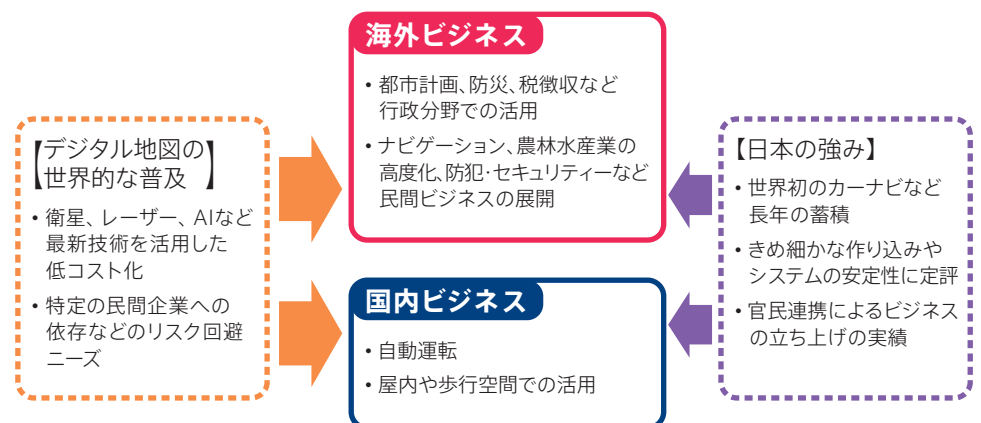 海外ビジネス
・都市計画、防災、税徴収など
行政分野での活用
・ナビゲーション、農林水産業の
高度化、防犯・セキュリティーなど
民間ビジネスの展開
【デジタル地図の
世界的な普及】
・衛星、レーザー、AIなど
最新技術を活用した
低コスト化
・特定の民間企業への
依存などのリスク回避
ニーズ
【日本の強み】
・世界初のカーナビなど
長年の蓄積
・きめ細かな作り込みや
システムの安定性に定評
・官民連携によるビジネス
の立ち上げの実績
国内ビジネス
・自動運転
・屋内や歩行空間での活用